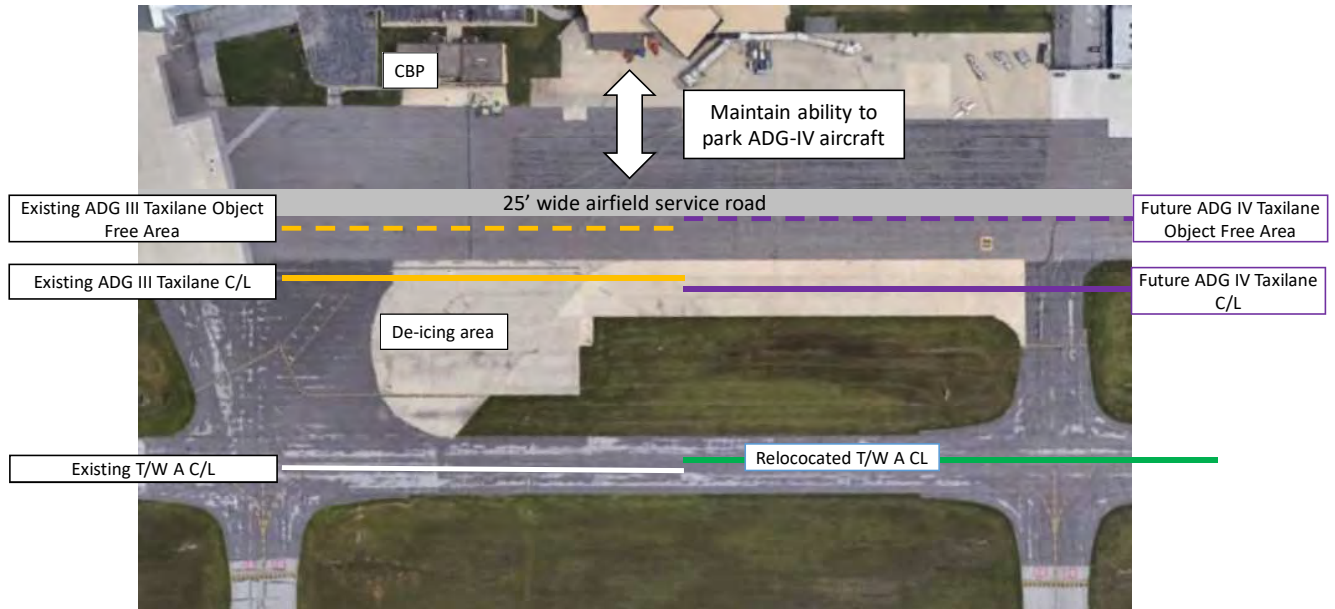 CBP
Maintain ability to
park ADG-IV aircraft
25' wide airfield service road
Existing ADG III Taxilane Object
Free Area
Future ADG IV Taxilane
Object Free Area
Existing ADG III Taxilane C/L
Future ADG IV Taxilane
C/L
De-icing area
Existing T/W A C/L
Relococated T/W A CL